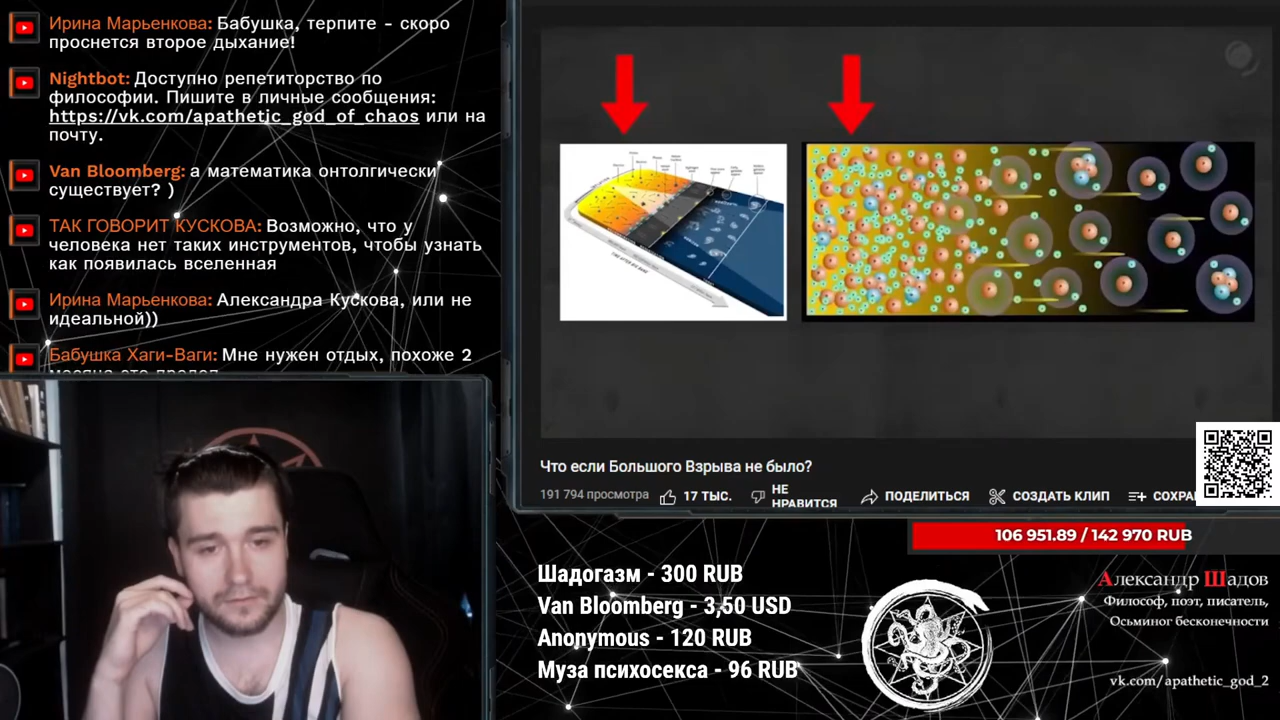 Ирина Марьенкова: Бабушка, терпите - скоро
проснется второе дыхание!
Nightbot: Доступно репетиторство по
философии. Пишите в личные сообщения:
https://vk.com/apathetic_god_of_chaos или на
почту.
Van Bloomberg: а математика онтолгически
существует? )
ТАК ГОВОРИТ КУСКОВА: Возможно, что у
человека нет таких инструментов, чтобы узнать
как появилась вселенная
Ирина Марьенкова: Александра Кускова, или не
идеальной))
Бабушка Хаги-Ваги: Мне нужен отдых, похоже 2
Что если Большого Взрыва не было?
191 794 просмотра
17 ТЫС.
НЕ
НРАВИТСЯ
ПОДЕЛИТЬСЯ
СОЗДАТЬ КЛИП
СОХРА
106 951.89 / 142 970 RUB
Шадогазм - 300 RUB
Van Bloomberg - 3,50 USD
Anonymous - 120 RUB
Муза психосекса - 96 RUB
Александр Шадов
Философ, поэт, писатель,
Осьминог бесконечности
vk.com/apathetic_god_2